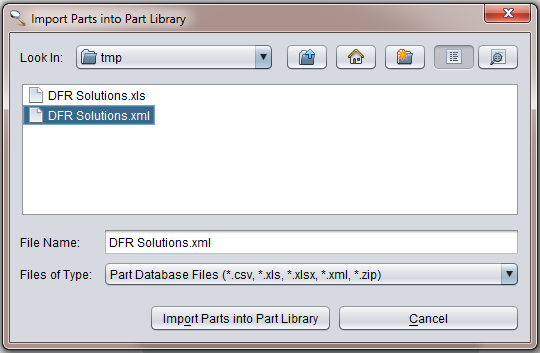 Import Parts into Part Library
Look In: tmp
DFR Solutions.xls
DFR Solutions.xml
File Name: DFR Solutions.xml
Files of Type: Part Database Files (*.csv, *.xls, *.xlsx, *.xml, *.zip)
Import Parts into Part Library Cancel